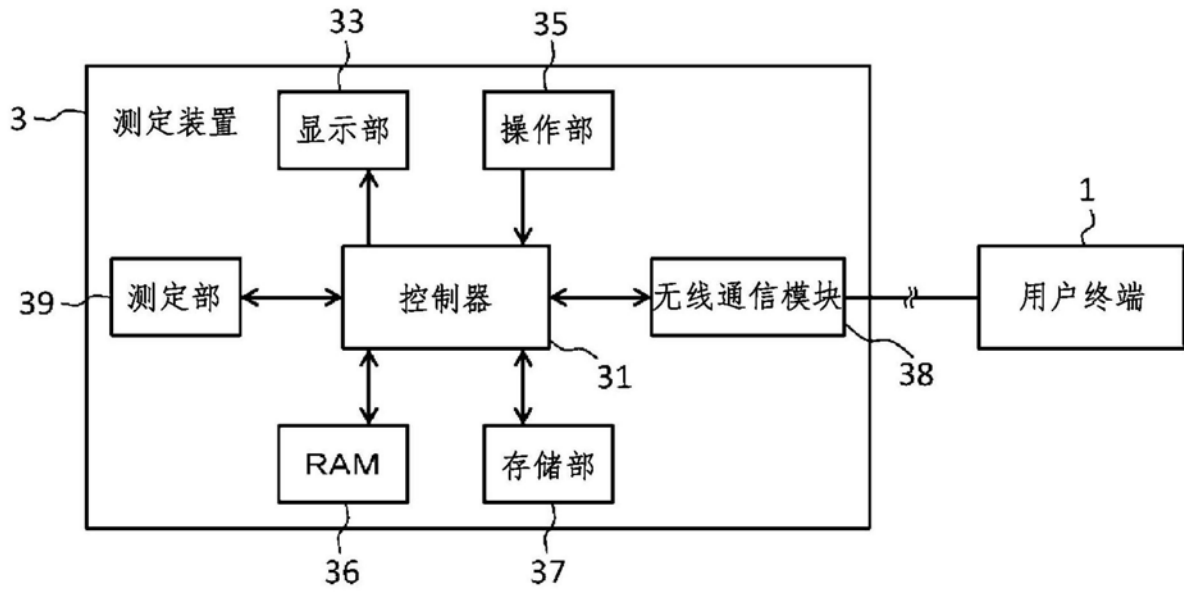 33
35
3
测定装置
显示部
操作部
1
39
测定部
控制器
无线通信模块
用户终端
31
38
RAM
存储部
36
37